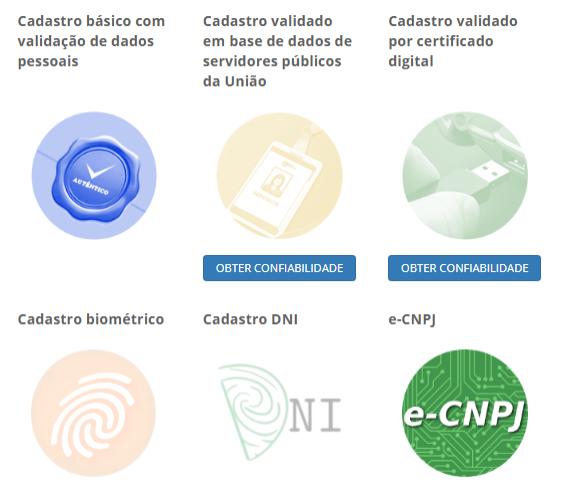 Cadastro básico com
validação de dados
pessoais
Cadastro validado
em base de dados de
servidores públicos
da União
Cadastro validado
por certificado
digital
AUTÊNTICO
OBTER CONFIABILIDADE
OBTER CONFIABILIDADE
Cadastro biométrico
Cadastro DNI
e-CNPJ
DNI
e-CNPJ